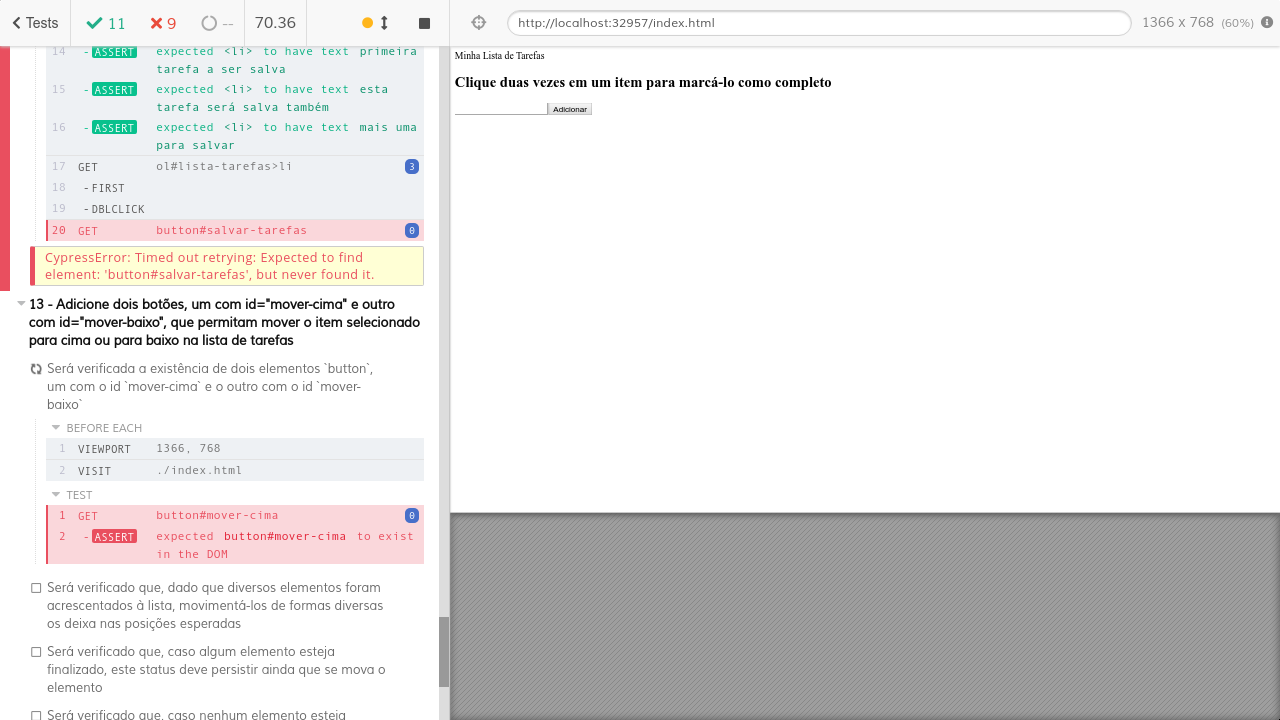 Tests 11 9 -- 70.36 http://localhost:32957/index.html 1366 x 768 (60%)
14 - ASSERT expected <li> to have text primeira
tarefa a ser salva
15 - ASSERT expected <li> to have text esta
tarefa será salva também
16 - ASSERT expected <li> to have text mais uma
para salvar
17 GET ol#lista-tarefas>li 3
18 - FIRST
19 - DBLCLICK
20 GET button#salvar-tarefas 0
CypressError: Timed out retrying: Expected to find
element: 'button#salvar-tarefas', but never found it.
13 - Adicione dois botões, um com id="mover-cima" e outro
com id="mover-baixo", que permitam mover o item selecionado
para cima ou para baixo na lista de tarefas
Será verificada a existência de dois elementos `button`,
um com o id `mover-cima` e o outro com o id `mover-
baixo`
BEFORE EACH
1 VIEWPORT 1366, 768
2 VISIT ./index.html
TEST
1 GET button#mover-cima 0
2 - ASSERT expected button#mover-cima to exist
in the DOM
Será verificado que, dado que diversos elementos foram
acrescentados à lista, movimentá-los de formas diversas
os deixa nas posições esperadas
Será verificado que, caso algum elemento esteja
finalizado, este status deve persistir ainda que se mova o
elemento
Será verificado que, caso nenhum elemento esteja
Minha Lista de Tarefas
Clique duas vezes em um item para marcá-lo como completo
Adicionar